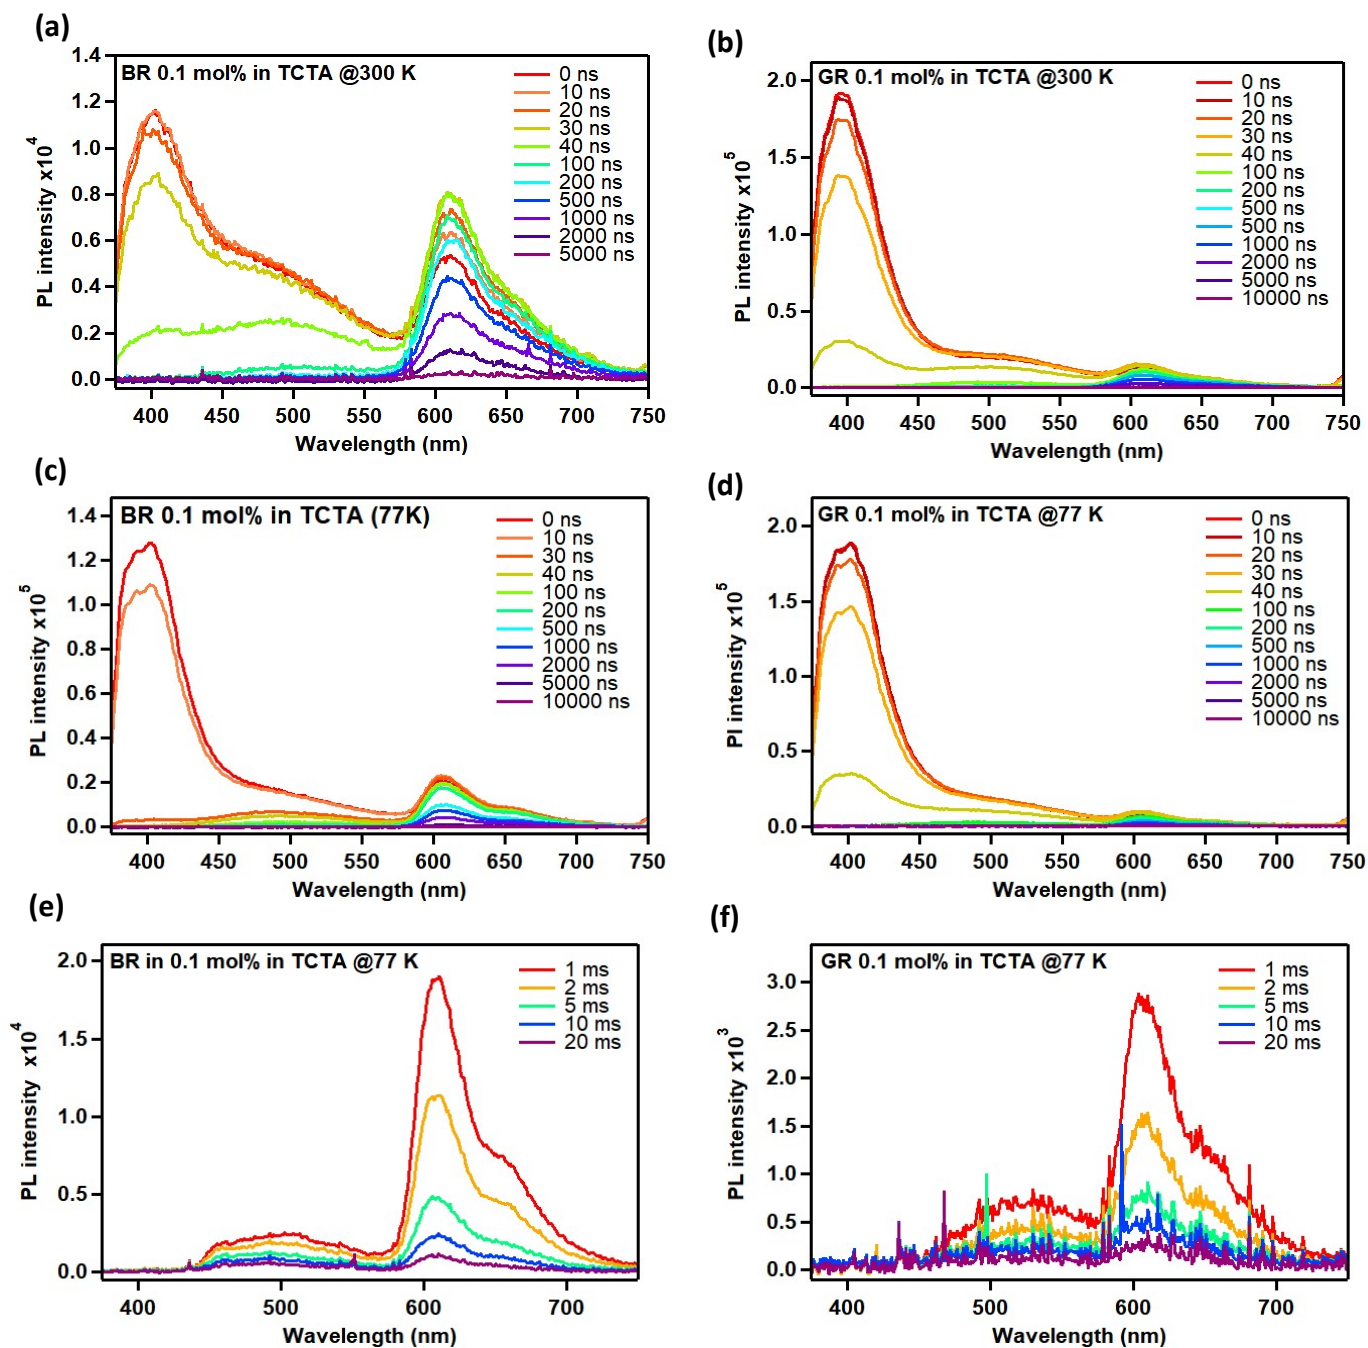 (a)
BR 0.1 mol% in TCTA @300 K
PL intensity x10⁴
1.4
1.2
1.0
0.8
0.6
0.4
0.2
0.0
0 ns
10 ns
20 ns
30 ns
40 ns
100 ns
200 ns
500 ns
1000 ns
2000 ns
5000 ns
400 450 500 550 600 650 700 750
Wavelength (nm)
(b)
GR 0.1 mol% in TCTA @300 K
PL intensity x10⁵
2.0
1.5
1.0
0.5
0.0
0 ns
10 ns
20 ns
30 ns
40 ns
100 ns
200 ns
500 ns
500 ns
1000 ns
2000 ns
5000 ns
10000 ns
400 450 500 550 600 650 700 750
Wavelength (nm)
(c)
BR 0.1 mol% in TCTA (77K)
PL intensity x10⁵
1.4
1.2
1.0
0.8
0.6
0.4
0.2
0.0
0 ns
10 ns
30 ns
40 ns
100 ns
200 ns
500 ns
1000 ns
2000 ns
5000 ns
10000 ns
400 450 500 550 600 650 700 750
Wavelength (nm)
(d)
GR 0.1 mol% in TCTA @77 K
Pl intensity x10⁵
2.0
1.5
1.0
0.5
0.0
0 ns
10 ns
20 ns
30 ns
40 ns
100 ns
200 ns
500 ns
1000 ns
2000 ns
5000 ns
10000 ns
400 450 500 550 600 650 700 750
Wavelength (nm)
(e)
BR in 0.1 mol% in TCTA @77 K
PL intensity x10⁴
2.0
1.5
1.0
0.5
0.0
1 ms
2 ms
5 ms
10 ms
20 ms
400 500 600 700
Wavelength (nm)
(f)
GR 0.1 mol% in TCTA @77 K
PL intensity x10³
3.0
2.5
2.0
1.5
1.0
0.5
0.0
1 ms
2 ms
5 ms
10 ms
20 ms
400 500 600 700
Wavelength (nm)